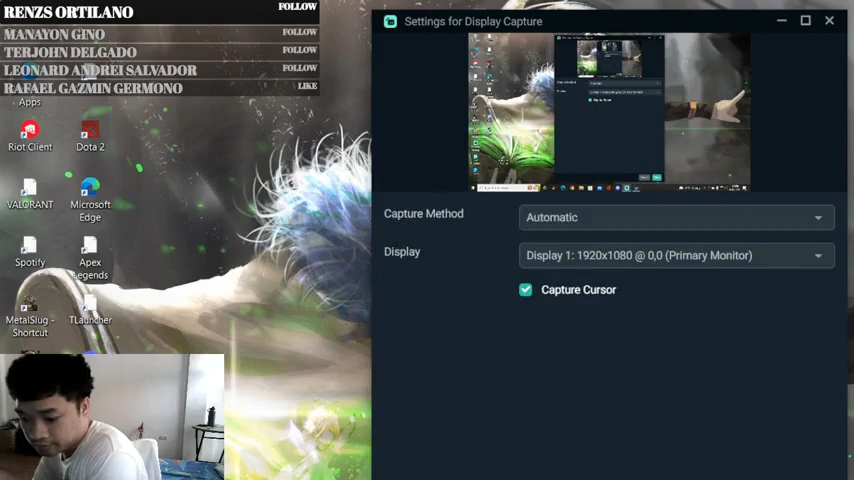 RENZS ORTILANO FOLLOW
MANAYON GINO FOLLOW
TERJOHN DELGADO FOLLOW
LEONARD ANDREI SALVADOR FOLLOW
RAFAEL GAZMIN GERMONO LIKE
Apps
Riot Client
Dota 2
VALORANT
Microsoft
Edge
Spotify
Apex
Legends
MetalSlug -
Shortcut
TLauncher
Settings for Display Capture
Capture Method
Automatic
Display
Display 1: 1920x1080 @ 0,0 (Primary Monitor)
Capture Cursor